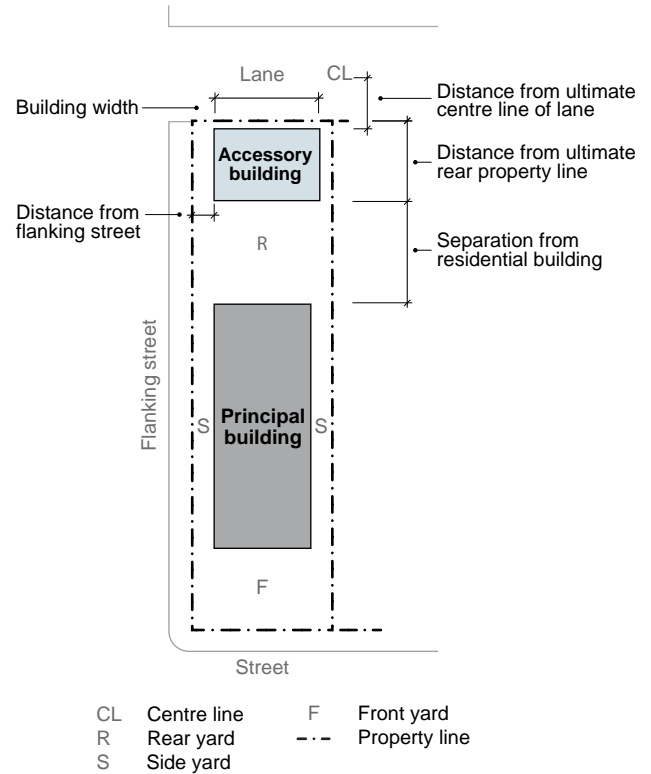 Lane
CL
Building width
Distance from ultimate
centre line of lane
Accessory
building
Distance from ultimate
rear property line
Distance from
flanking street
R
Separation from
residential building
Flanking street
S
Principal
building
S
F
Street
CL Centre line
R Rear yard
S Side yard
F Front yard
Property line